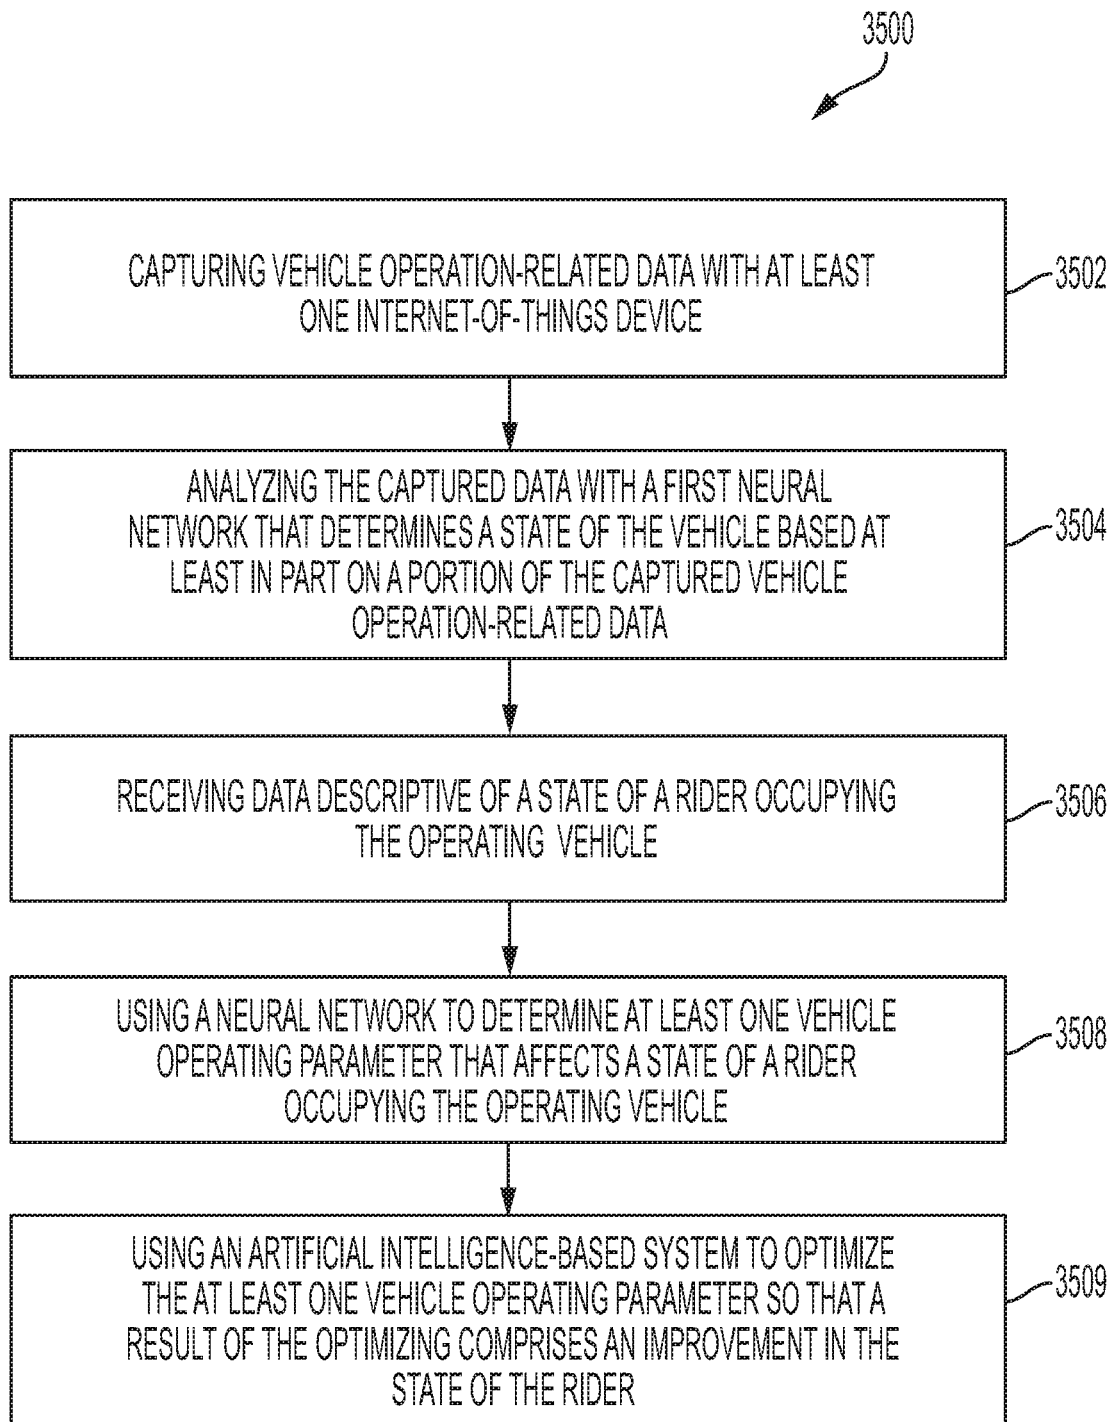 3500
CAPTURING VEHICLE OPERATION-RELATED DATA WITH AT LEAST
ONE INTERNET-OF-THINGS DEVICE
3502
ANALYZING THE CAPTURED DATA WITH A FIRST NEURAL
NETWORK THAT DETERMINES A STATE OF THE VEHICLE BASED AT
LEAST IN PART ON A PORTION OF THE CAPTURED VEHICLE
OPERATION-RELATED DATA
3504
RECEIVING DATA DESCRIPTIVE OF A STATE OF A RIDER OCCUPYING
THE OPERATING VEHICLE
3506
USING A NEURAL NETWORK TO DETERMINE AT LEAST ONE VEHICLE
OPERATING PARAMETER THAT AFFECTS A STATE OF A RIDER
OCCUPYING THE OPERATING VEHICLE
3508
USING AN ARTIFICIAL INTELLIGENCE-BASED SYSTEM TO OPTIMIZE
THE AT LEAST ONE VEHICLE OPERATING PARAMETER SO THAT A
RESULT OF THE OPTIMIZING COMPRISES AN IMPROVEMENT IN THE
STATE OF THE RIDER
3509